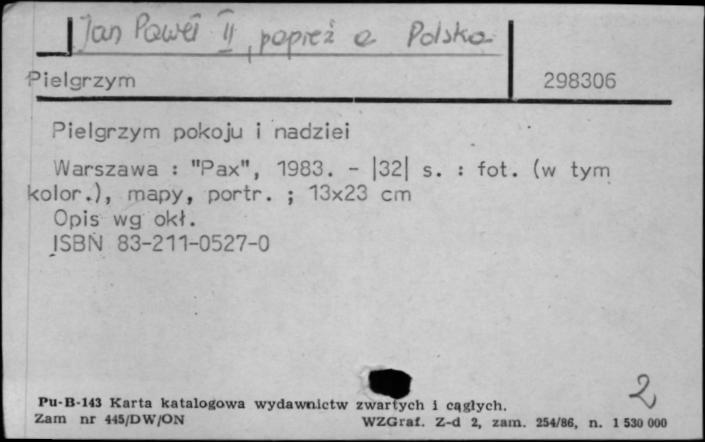 Jan Paweł II, papież a Polska
Pielgrzym 298306
Pielgrzym pokoju i nadziei
Warszawa : "Pax", 1983. - |32| s. : fot. (w tym
kolor.), mapy, portr. ; 13x23 cm
Opis wg okł.
ISBN 83-211-0527-0
2
Pu-B-143 Karta katalogowa wydawnictw zwartych i ciągłych.
Zam nr 445/DW/ON WZGraf. Z-d 2, zam. 254/86, n. 1 530 000